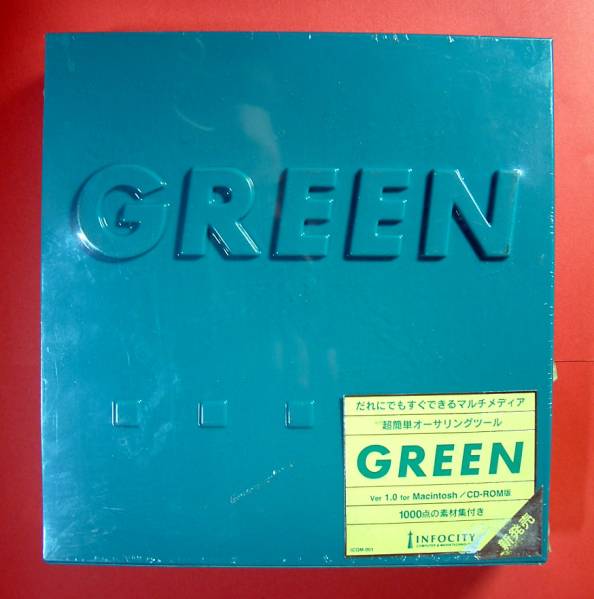 GREEN
だれにでもすぐできるマルチメディア
超簡単オーサリングツール
GREEN
Ver 1.0 for Macintosh/CD-ROM版
1000点の素材集付き
INFOCITY
新発売
ICGM-001